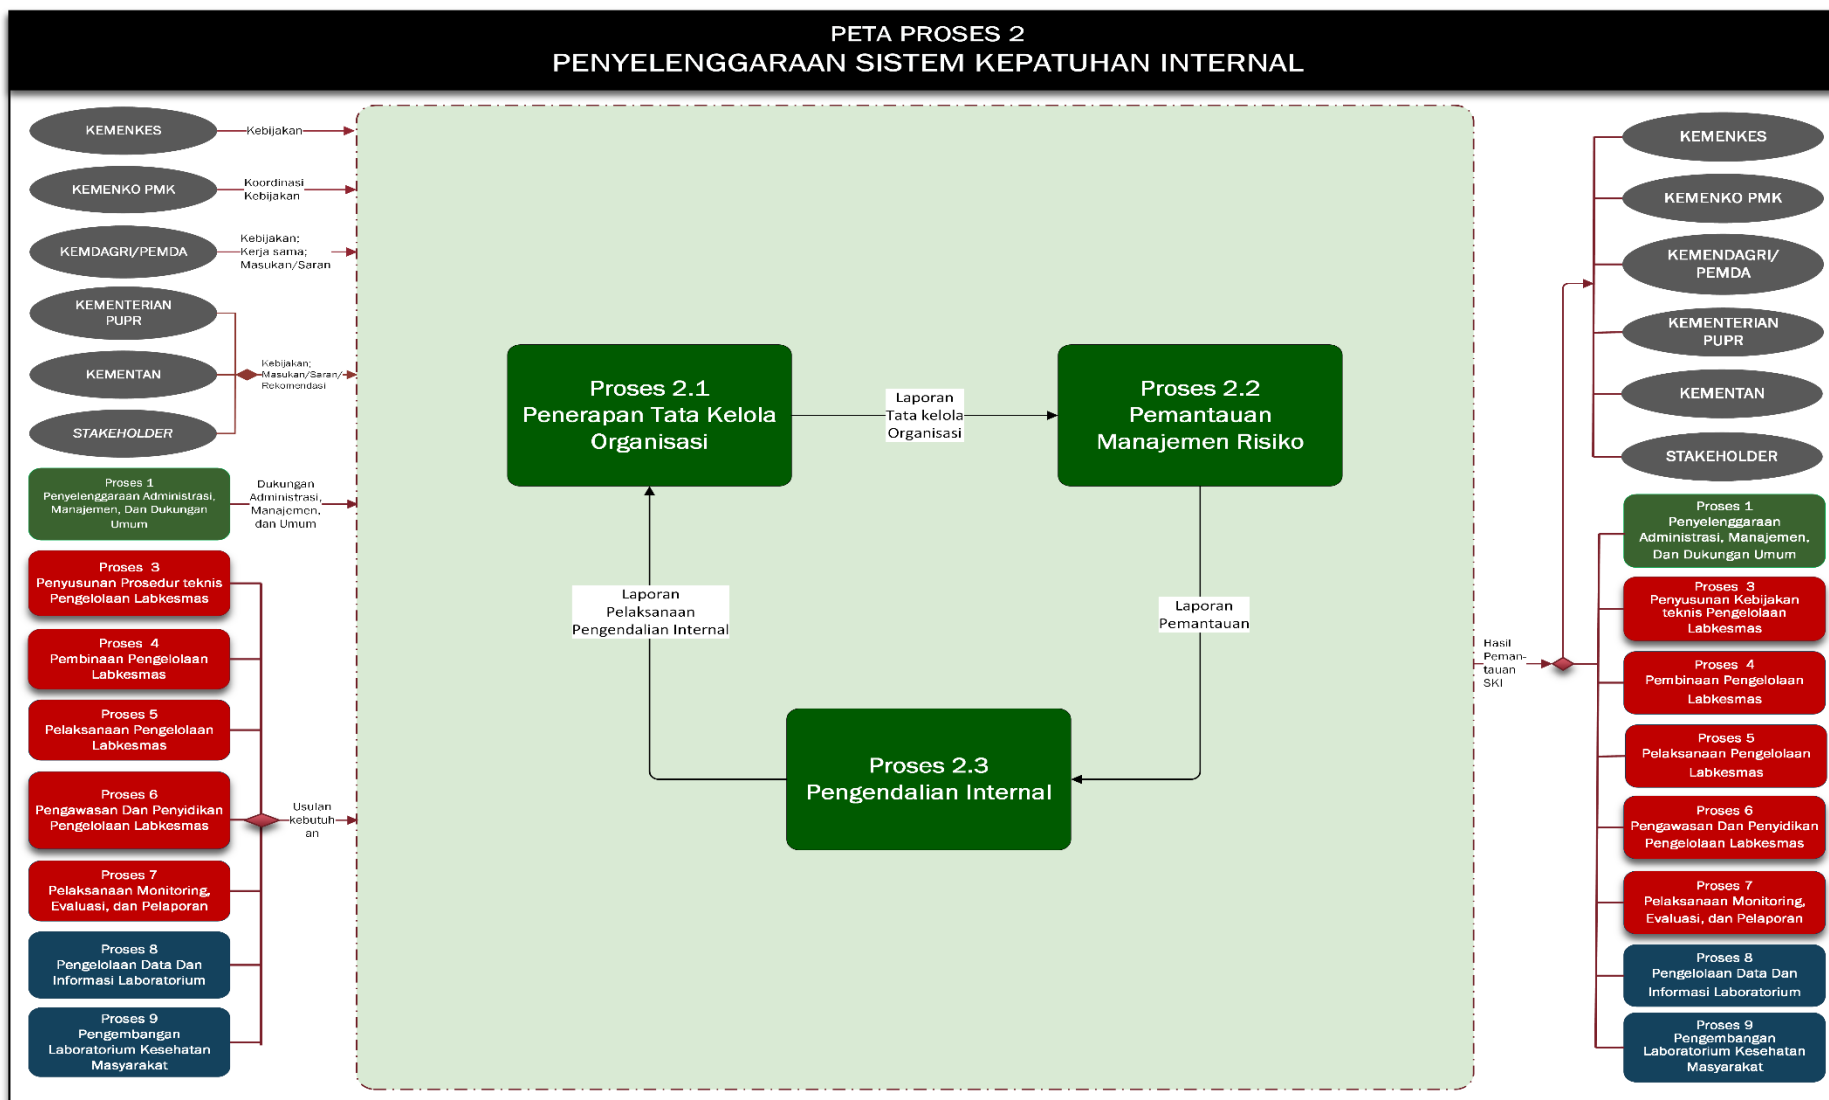 PETA PROSES 2
PENYELENGGARAAN SISTEM KEPATUHAN INTERNAL
KEMENKES
Kebijakan
KEMENKO PMK
Koordinasi
Kebijakan
KEMDAGRI/PEMDA
Kebijakan;
Kerja sama;
Masukan/Saran
KEMENTERIAN
PUPR
KEMENTAN
STAKEHOLDER
Kebijakan;
Masukan/Saran/
Rekomendasi
Proses 1
Penyelenggaraan Administrasi,
Manajemen, Dan Dukungan
Umum
Dukungan
Administrasi,
Manajemen,
dan Umum
Proses 3
Penyusunan Prosedur teknis
Pengelolaan Labkesmas
Proses 4
Pembinaan Pengelolaan
Labkesmas
Proses 5
Pelaksanaan Pengelolaan
Labkesmas
Proses 6
Pengawasan Dan Penyidikan
Pengelolaan Labkesmas
Proses 7
Pelaksanaan Monitoring,
Evaluasi, dan Pelaporan
Proses 8
Pengelolaan Data Dan
Informasi Laboratorium
Proses 9
Pengembangan
Laboratorium Kesehatan
Masyarakat
Usulan
kebutuh
an
Proses 2.1
Penerapan Tata Kelola
Organisasi
Laporan
Tata kelola
Organisasi
Proses 2.2
Pemantauan
Manajemen Risiko
Laporan
Pelaksanaan
Pengendalian Internal
Laporan
Pemantauan
Proses 2.3
Pengendalian Internal
Hasil
Peman-
tauan
SKI
KEMENKES
KEMENKO PMK
KEMENDAGRI/
PEMDA
KEMENTERIAN
PUPR
KEMENTAN
STAKEHOLDER
Proses 1
Penyelenggaraan
Administrasi, Manajemen,
Dan Dukungan Umum
Proses 3
Penyusunan Kebijakan
teknis Pengelolaan
Labkesmas
Proses 4
Pembinaan Pengelolaan
Labkesmas
Proses 5
Pelaksanaan Pengelolaan
Labkesmas
Proses 6
Pengawasan Dan Penyidikan
Pengelolaan Labkesmas
Proses 7
Pelaksanaan Monitoring,
Evaluasi, dan Pelaporan
Proses 8
Pengelolaan Data Dan
Informasi Laboratorium
Proses 9
Pengembangan
Laboratorium Kesehatan
Masyarakat